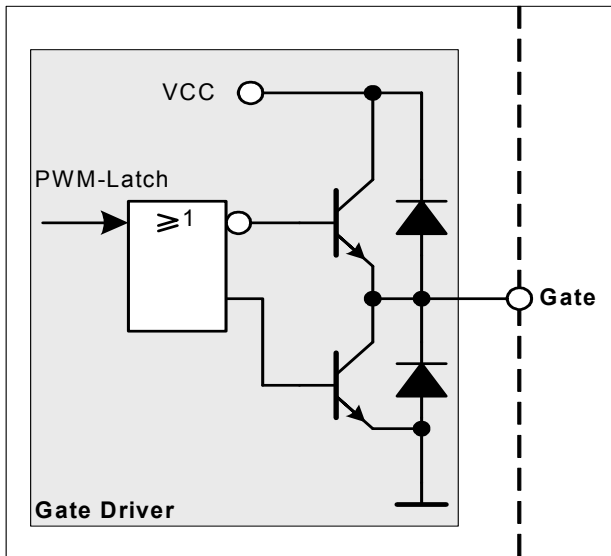 VCC
PWM-Latch
≥1
Gate
Gate Driver